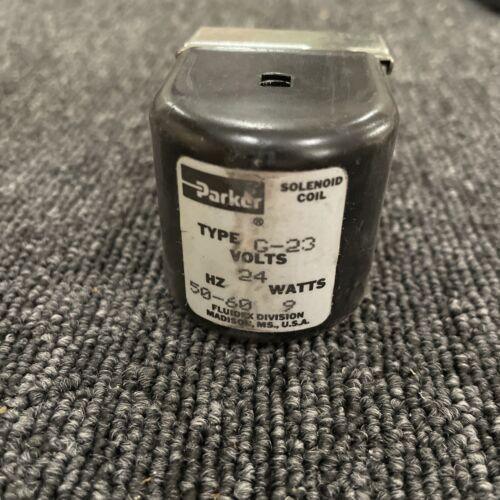 Parker
SOLENOID
COIL
®
TYPE C-23
VOLTS
24
HZ WATTS
50-60 9
FLUIDEX DIVISION
MADISON, MS., U.S.A.